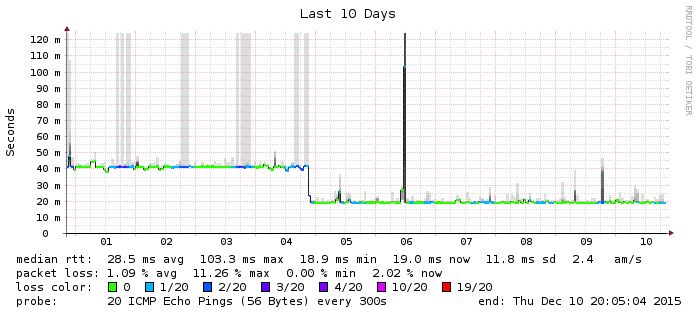 Last 10 Days
RRDTOOL / TOBI OETIKER
Seconds
120 m
110 m
100 m
90 m
80 m
70 m
60 m
50 m
40 m
30 m
20 m
10 m
0
01 02 03 04 05 06 07 08 09 10
median rtt: 28.5 ms avg 103.3 ms max 18.9 ms min 19.0 ms now 11.8 ms sd 2.4 am/s
packet loss: 1.09 % avg 11.26 % max 0.00 % min 2.02 % now
loss color: 0 1/20 2/20 3/20 4/20 10/20 19/20
probe: 20 ICMP Echo Pings (56 Bytes) every 300s end: Thu Dec 10 20:05:04 2015